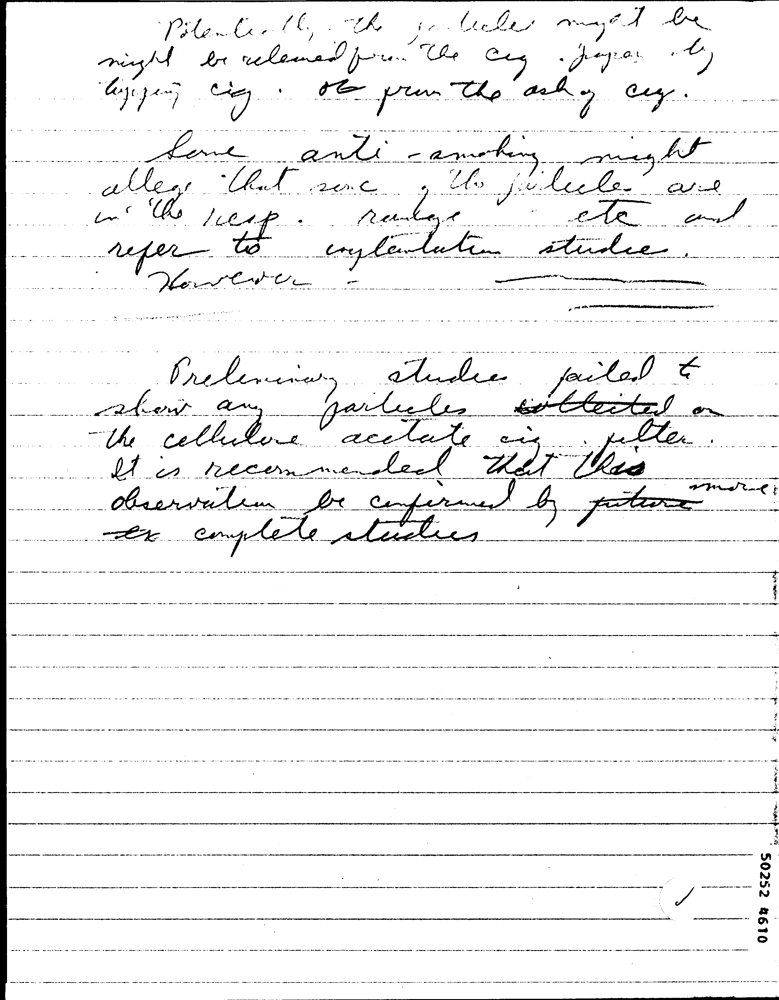 Potentially, the particles might be
might be released from the cig. paper by
cig. or from the ash of cig.
Some anti-smoking might
allege that some of the particles are
in the resp. range etc and
refer to implantation studies.
However -
Preliminary studies failed to
show any particles collected on
the cellulose acetate cig. filter.
It is recommended that this
observation be confirmed by future more
ex complete studies
50252 4610